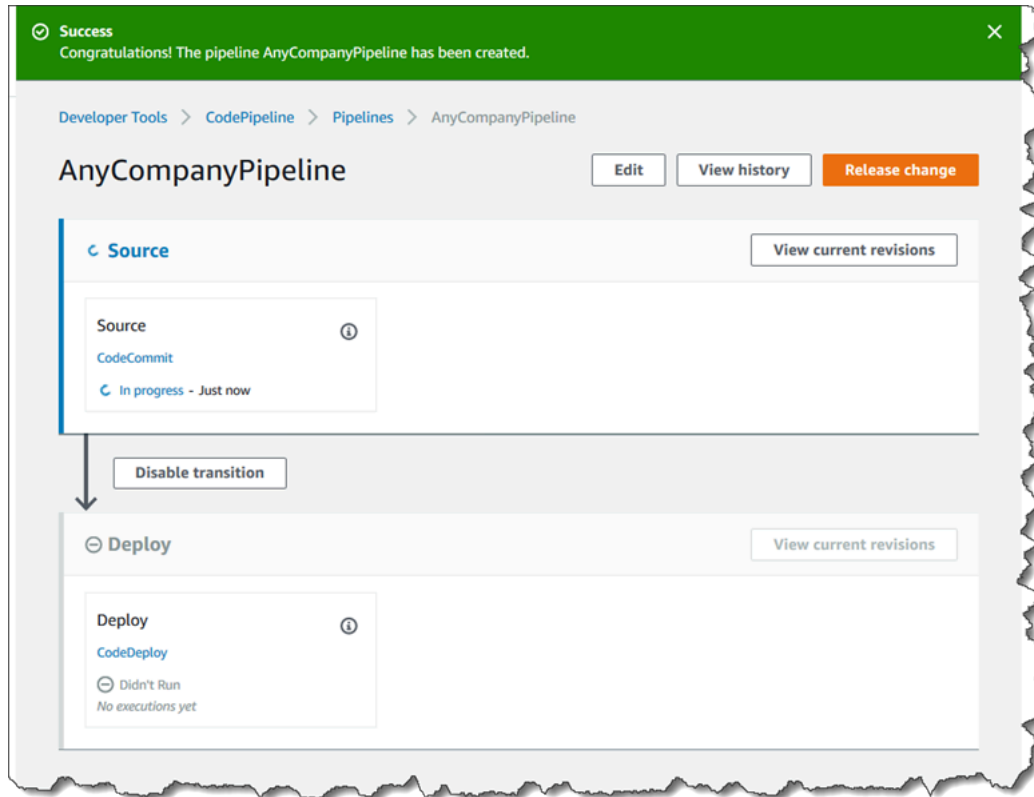 Success
Congratulations! The pipeline AnyCompanyPipeline has been created.
Developer Tools > CodePipeline > Pipelines > AnyCompanyPipeline
AnyCompanyPipeline
Edit
View history
Release change
Source
View current revisions
Source
CodeCommit
In progress - Just now
Disable transition
Deploy
View current revisions
Deploy
CodeDeploy
Didn't Run
No executions yet